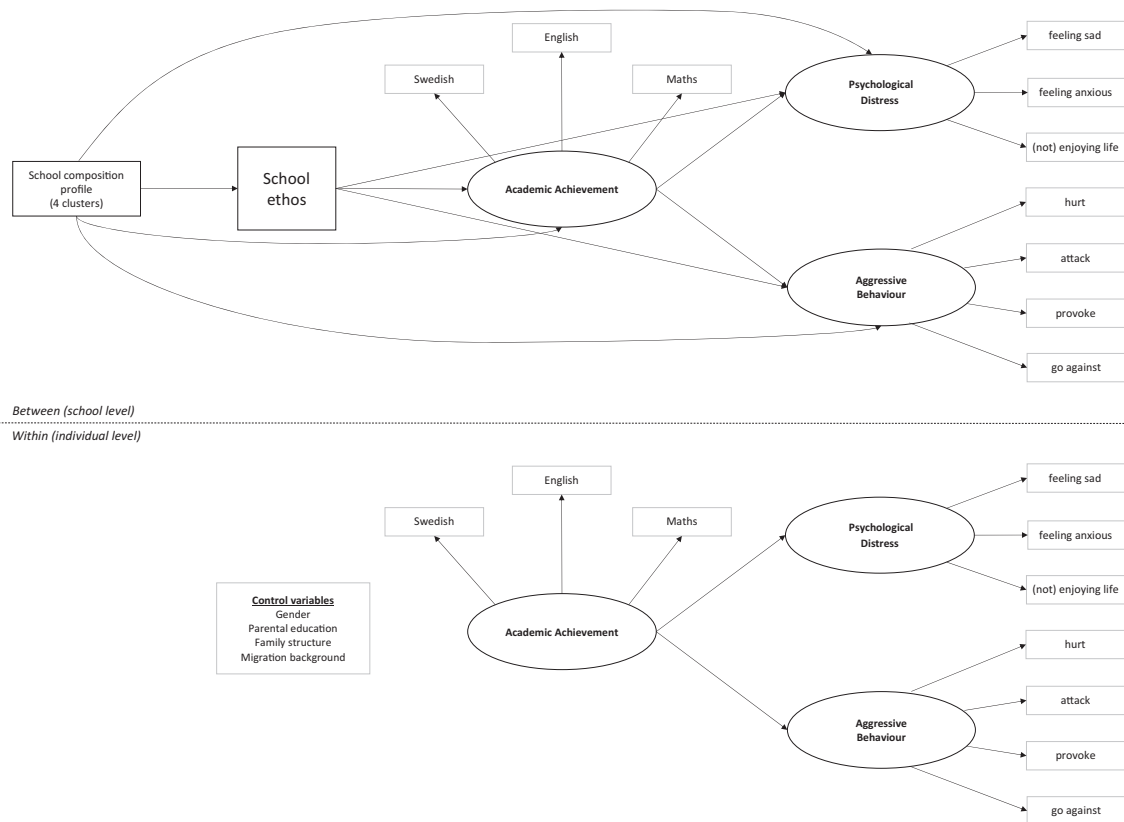 English
Swedish
Maths
School composition
profile
(4 clusters)
School
ethos
Academic Achievement
Psychological
Distress
feeling sad
feeling anxious
(not) enjoying life
Aggressive
Behaviour
hurt
attack
provoke
go against
Between (school level)
Within (individual level)
English
Swedish
Maths
Control variables
Gender
Parental education
Family structure
Migration background
Academic Achievement
Psychological
Distress
feeling sad
feeling anxious
(not) enjoying life
Aggressive
Behaviour
hurt
attack
provoke
go against